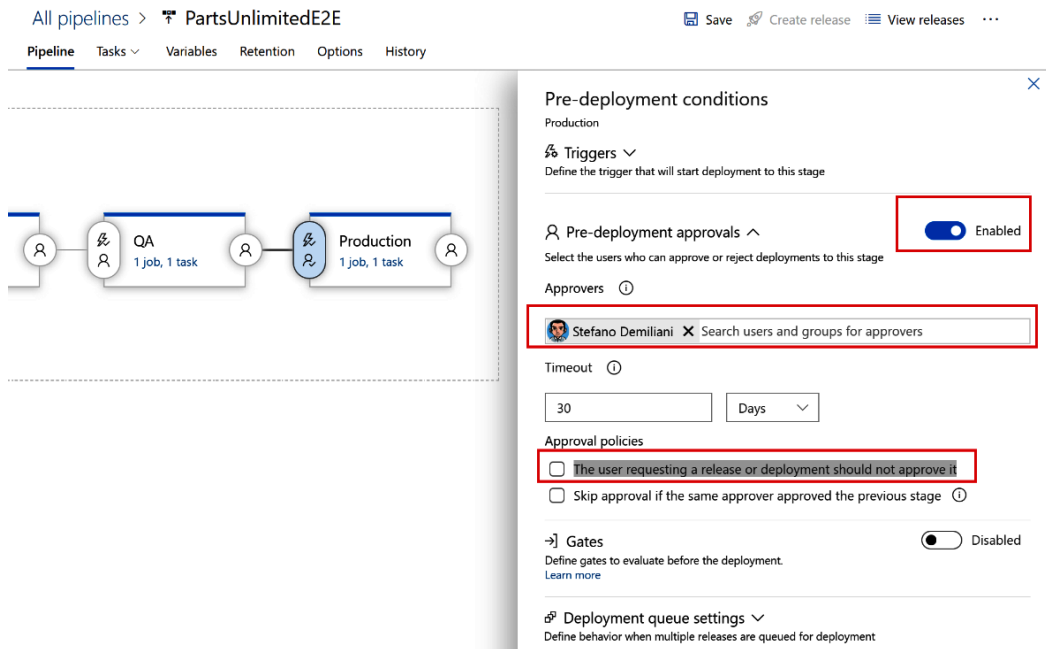 All pipelines > PartsUnlimitedE2E
Save Create release View releases ...
Pipeline Tasks Variables Retention Options History
Pre-deployment conditions
Production
Triggers
Define the trigger that will start deployment to this stage
Pre-deployment approvals
Enabled
Select the users who can approve or reject deployments to this stage
Approvers
Stefano Demiliani Search users and groups for approvers
Timeout
30 Days
Approval policies
The user requesting a release or deployment should not approve it
Skip approval if the same approver approved the previous stage
Gates
Disabled
Define gates to evaluate before the deployment.
Learn more
Deployment queue settings
Define behavior when multiple releases are queued for deployment
QA
1 job, 1 task
Production
1 job, 1 task